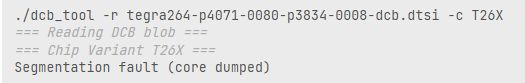 ./dcb_tool -r tegra264-p4071-0080-p3834-0008-dcb.dtsi -c T26X
=== Reading DCB blob ===
=== Chip Variant T26X ===
Segmentation fault (core dumped)